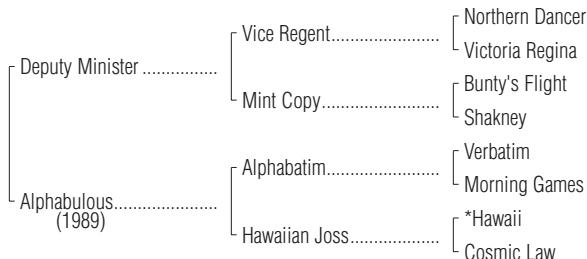 Northern Dancer
Vice Regent....................
Victoria Regina
Deputy Minister ..............
Bunty's Flight
Mint Copy......................
Shakney
Verbatim
Alphabatim....................
Morning Games
Alphabulous...................
(1989)
*Hawaii
Hawaiian Joss................
Cosmic Law